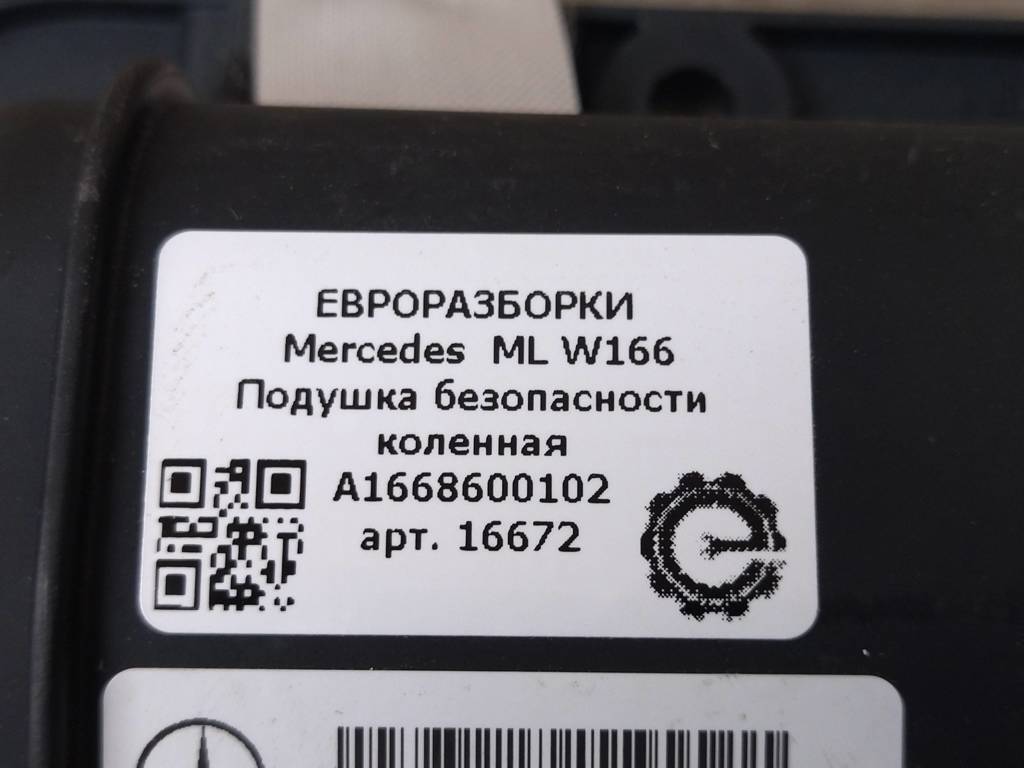 ЕВРОРАЗБОРКИ
Mercedes ML W166
Подушка безопасности
коленная
A1668600102
арт. 16672